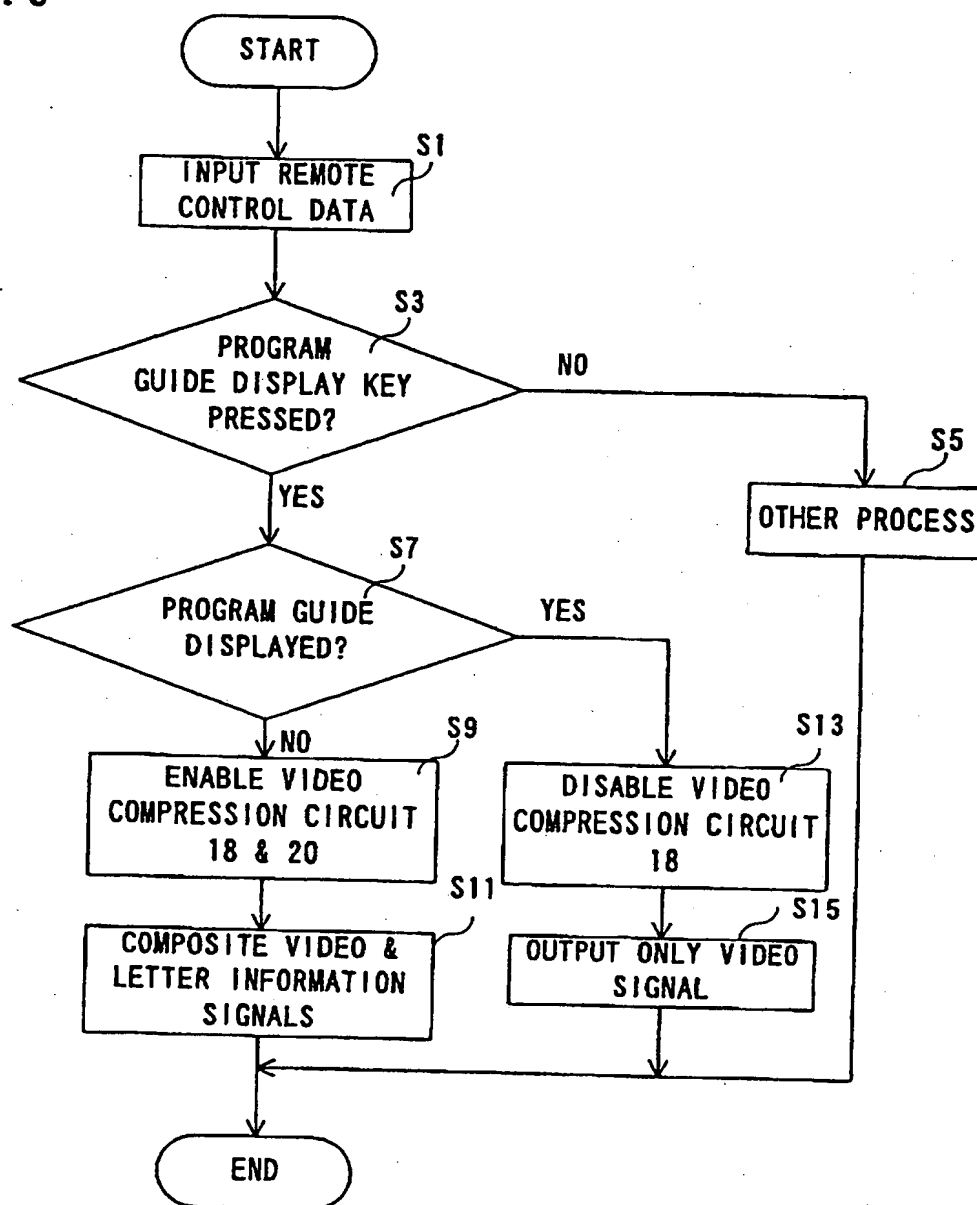 START
S1
INPUT REMOTE
CONTROL DATA
S3
PROGRAM
GUIDE DISPLAY KEY
PRESSED?
NO
YES
S5
OTHER PROCESS
S7
PROGRAM GUIDE
DISPLAYED?
YES
NO
S9
ENABLE VIDEO
COMPRESSION CIRCUIT
18 & 20
S13
DISABLE VIDEO
COMPRESSION CIRCUIT
18
S11
COMPOSITE VIDEO &
LETTER INFORMATION
SIGNALS
S15
OUTPUT ONLY VIDEO
SIGNAL
END